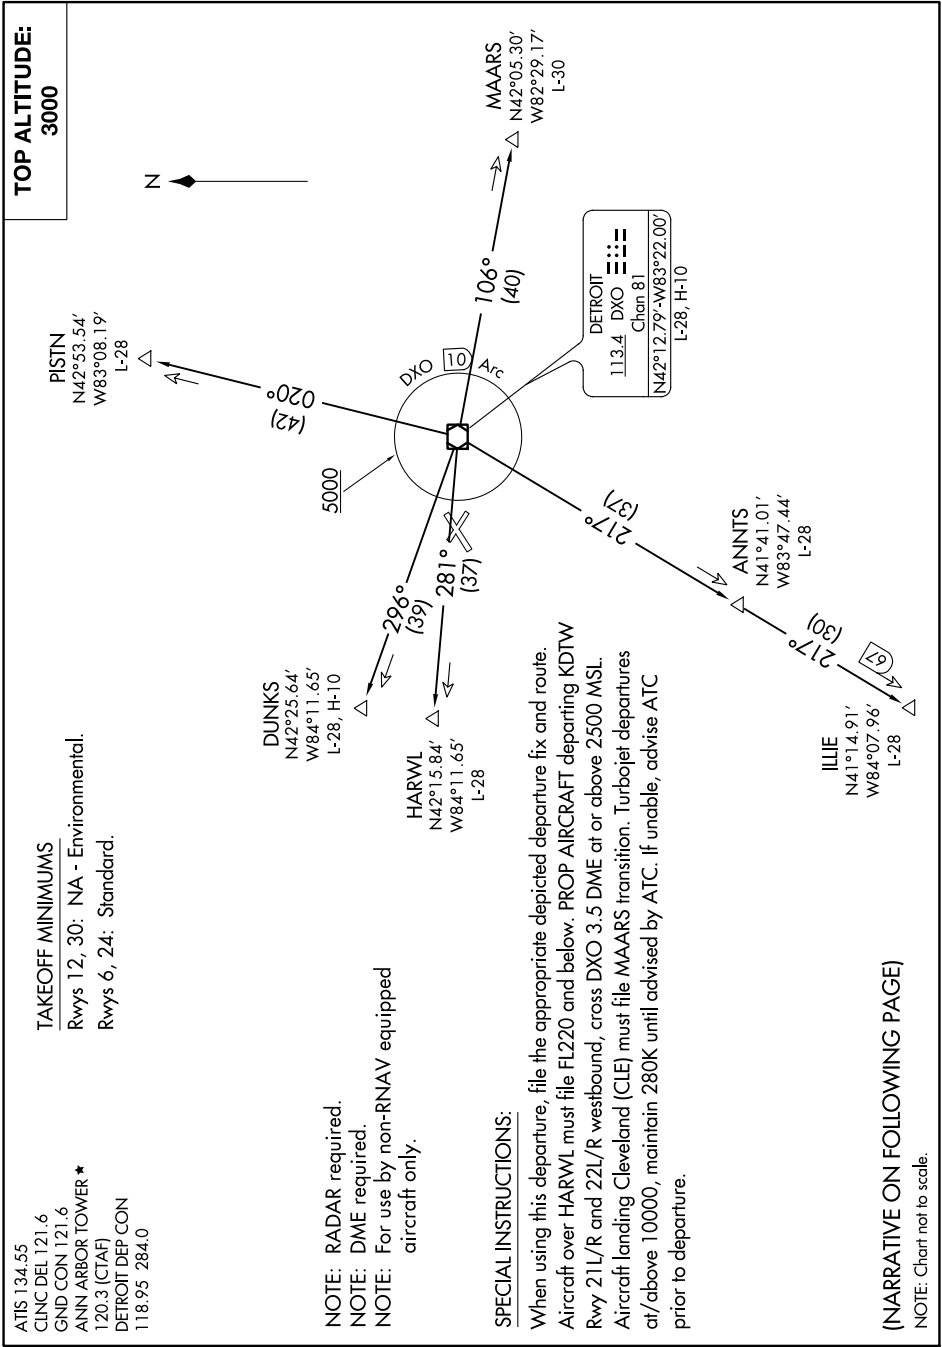 TOP ALTITUDE:
3000
ATIS 134.55
CLNC DEL 121.6
GND CON 121.6
ANN ARBOR TOWER ★
120.3 (CTAF)
DETROIT DEP CON
118.95 284.0
TAKEOFF MINIMUMS
Rwys 12, 30: NA - Environmental.
Rwys 6, 24: Standard.
N
PISTN
N42°53.54'
W83°08.19'
L-28
MAARS
N42°05.30'
W82°29.17'
L-30
020°
(42)
106°
(40)
DXO 10 Arc
5000
DETROIT
113.4 DXO
Chan 81
N42°12.79'-W83°22.00'
L-28, H-10
DUNKS
N42°25.64'
W84°11.65'
L-28, H-10
296°
(39)
HARWL
N42°15.84'
W84°11.65'
L-28
281°
(37)
217°
(37)
ANNTS
N41°41.01'
W83°47.44'
L-28
217°
(30)
67
ILLIE
N41°14.91'
W84°07.96'
L-28
NOTE: RADAR required.
NOTE: DME required.
NOTE: For use by non-RNAV equipped
aircraft only.
SPECIAL INSTRUCTIONS:
When using this departure, file the appropriate depicted departure fix and route.
Aircraft over HARWL must file FL220 and below. PROP AIRCRAFT departing KDTW
Rwy 21L/R and 22L/R westbound, cross DXO 3.5 DME at or above 2500 MSL.
Aircraft landing Cleveland (CLE) must file MAARS transition. Turbojet departures
at/above 10000, maintain 280K until advised by ATC. If unable, advise ATC
prior to departure.
(NARRATIVE ON FOLLOWING PAGE)
NOTE: Chart not to scale.